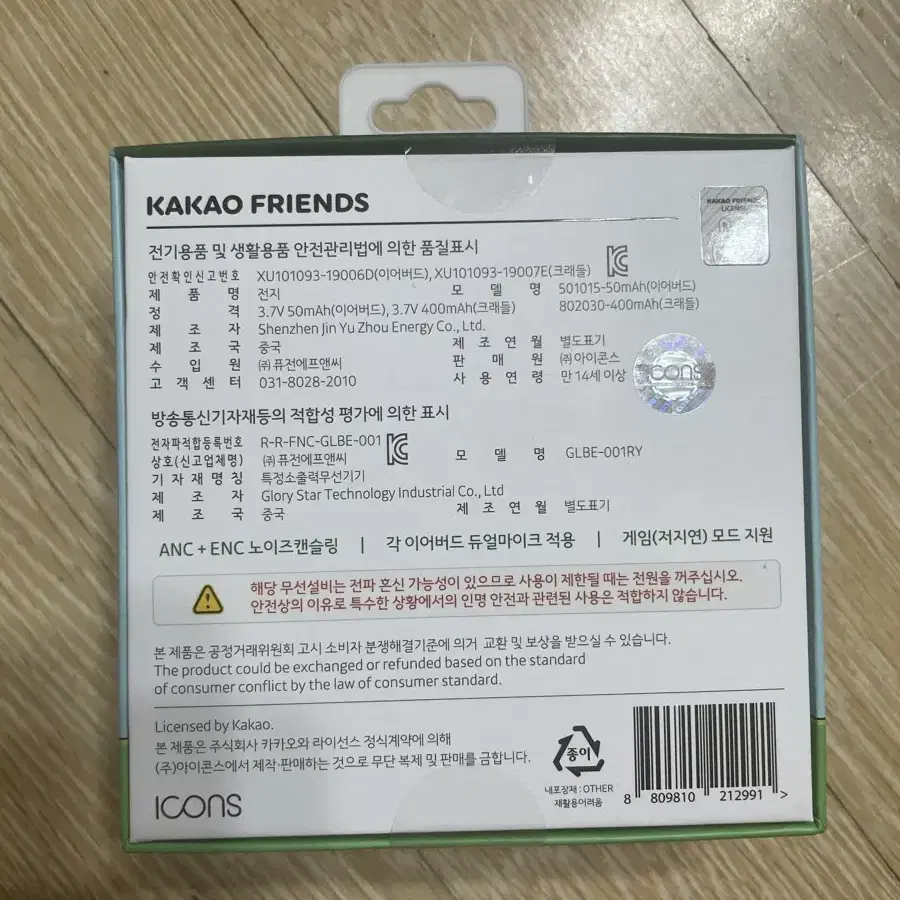 KAKAO FRIENDS
KAKAO FRIENDS
LICENSE
전기용품 및 생활용품 안전관리법에 의한 품질표시
안전확인신고번호 XU101093-19006D(이어버드), XU101093-19007E(크래들)
제품명 전지 모델명 501015-50mAh(이어버드)
정격 3.7V 50mAh(이어버드), 3.7V 400mAh(크래들) 802030-400mAh(크래들)
제조자 Shenzhen Jin Yu Zhou Energy Co., Ltd.
제조국 중국 제조연월 별도표기
수입원 ㈜퓨전에프앤씨 판매원 ㈜아이콘스
고객센터 031-8028-2010 사용연령 만 14세 이상
icons
방송통신기자재등의 적합성 평가에 의한 표시
전자파적합등록번호 R-R-FNC-GLBE-001
상호(신고업체명) ㈜퓨전에프앤씨 모델명 GLBE-001RY
기자재명칭 특정소출력무선기기
제조자 Glory Star Technology Industrial Co., Ltd
제조국 중국 제조연월 별도표기
ANC + ENC 노이즈캔슬링 | 각 이어버드 듀얼마이크 적용 | 게임(저지연) 모드 지원
해당 무선설비는 전파 혼신 가능성이 있으므로 사용이 제한될 때는 전원을 꺼주십시오.
안전상의 이유로 특수한 상황에서의 인명 안전과 관련된 사용은 적합하지 않습니다.
본 제품은 공정거래위원회 고시 소비자 분쟁해결기준에 의거 교환 및 보상을 받으실 수 있습니다.
The product could be exchanged or refunded based on the standard
of consumer conflict by the law of consumer standard.
Licensed by Kakao.
본 제품은 주식회사 카카오와 라이선스 정식계약에 의해
(주)아이콘스에서 제작·판매하는 것으로 무단 복제 및 판매를 금합니다.
icons
종이
내포장재 : OTHER
재활용어려움
8 809810 212991 >